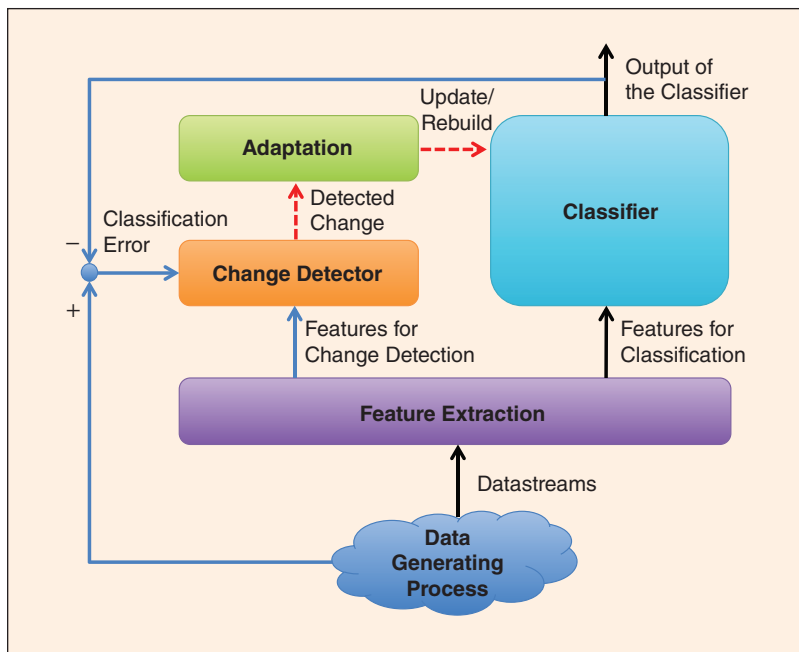 Output of
the Classifier
Update/
Rebuild
Adaptation
Classifier
Detected
Change
Classification
Error
−
+
Change Detector
Features for
Change Detection
Features for
Classification
Feature Extraction
Datastreams
Data
Generating
Process